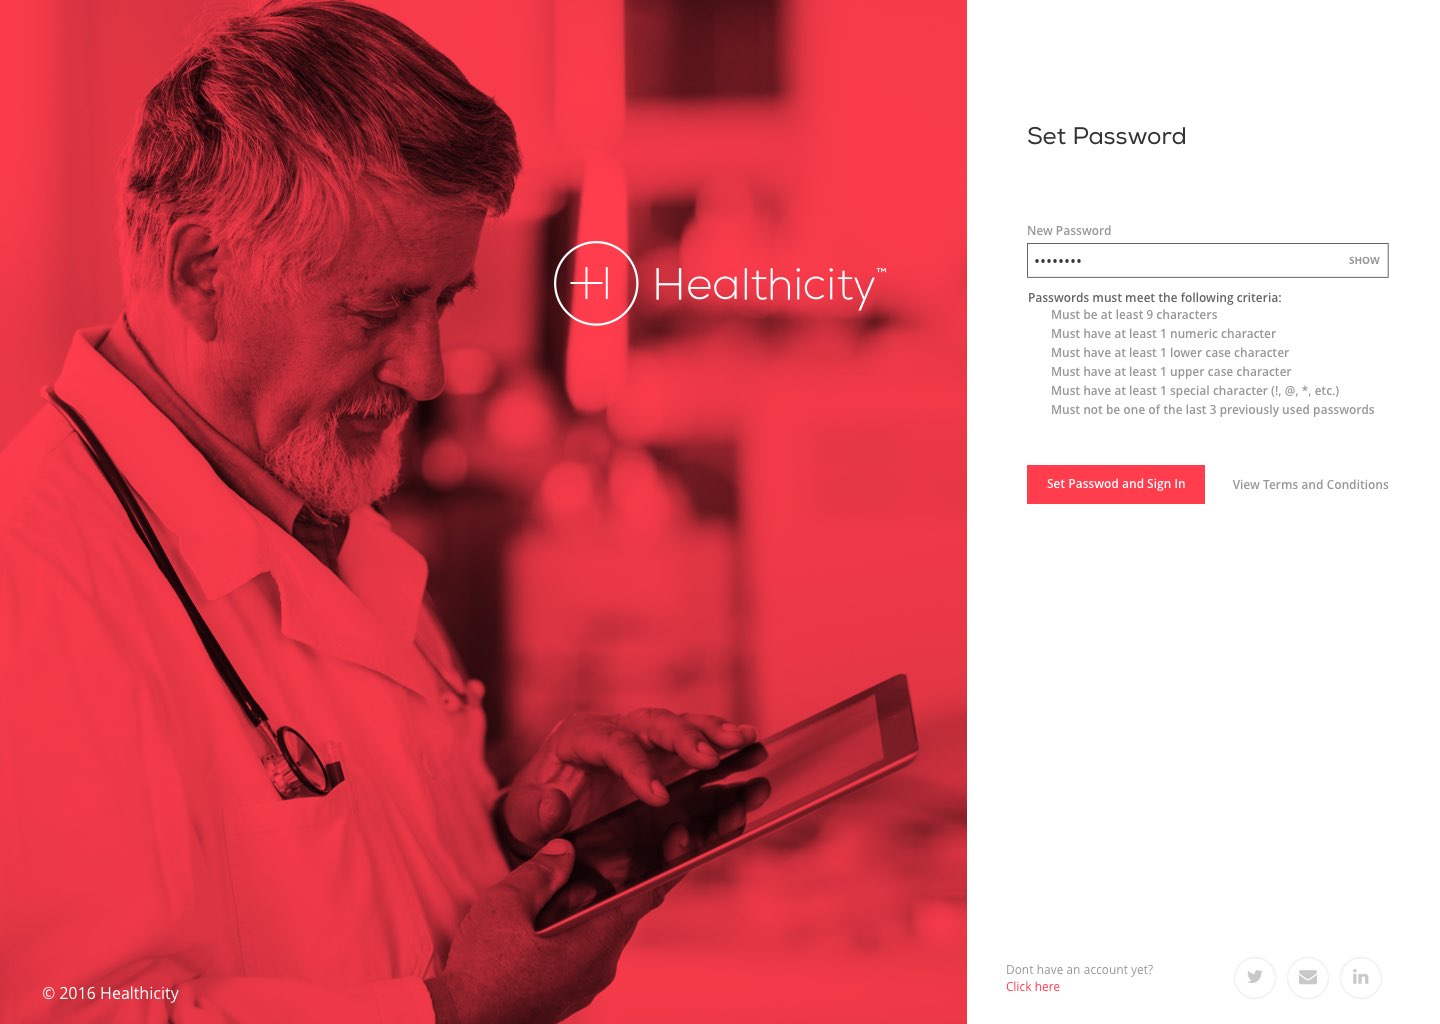 Healthicity™
© 2016 Healthicity
Set Password
New Password
••••••••
SHOW
Passwords must meet the following criteria:
Must be at least 9 characters
Must have at least 1 numeric character
Must have at least 1 lower case character
Must have at least 1 upper case character
Must have at least 1 special character (!, @, *, etc.)
Must not be one of the last 3 previously used passwords
Set Passwod and Sign In
View Terms and Conditions
Dont have an account yet?
Click here